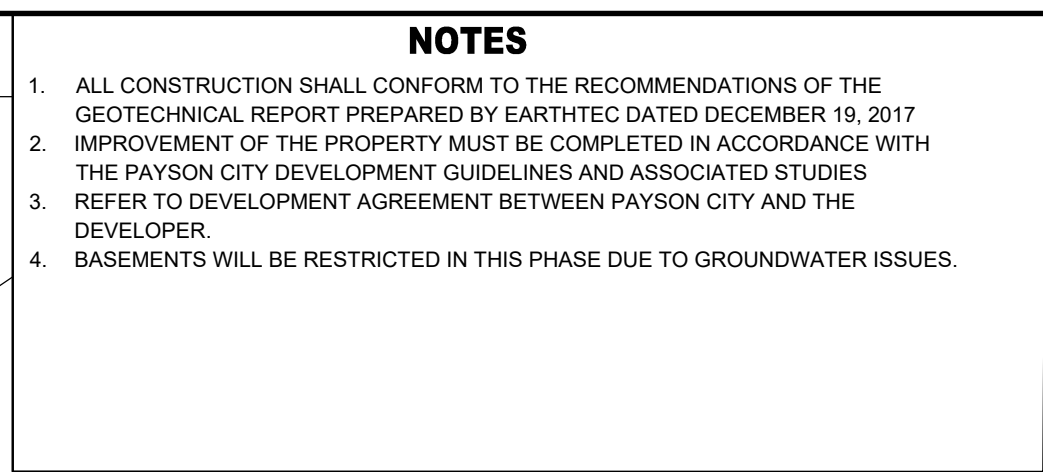 NOTES
1. ALL CONSTRUCTION SHALL CONFORM TO THE RECOMMENDATIONS OF THE
GEOTECHNICAL REPORT PREPARED BY EARTHTEC DATED DECEMBER 19, 2017
2. IMPROVEMENT OF THE PROPERTY MUST BE COMPLETED IN ACCORDANCE WITH
THE PAYSON CITY DEVELOPMENT GUIDELINES AND ASSOCIATED STUDIES
3. REFER TO DEVELOPMENT AGREEMENT BETWEEN PAYSON CITY AND THE
DEVELOPER.
4. BASEMENTS WILL BE RESTRICTED IN THIS PHASE DUE TO GROUNDWATER ISSUES.